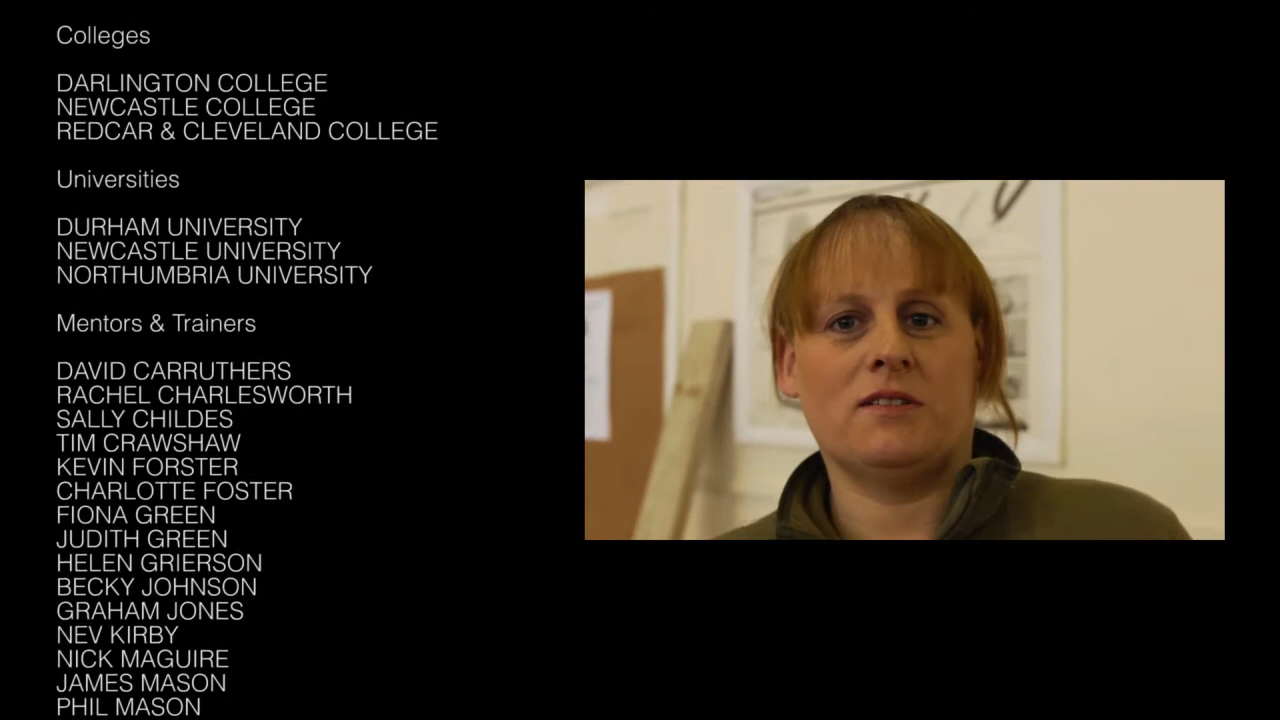 Colleges
DARLINGTON COLLEGE
NEWCASTLE COLLEGE
REDCAR & CLEVELAND COLLEGE
Universities
DURHAM UNIVERSITY
NEWCASTLE UNIVERSITY
NORTHUMBRIA UNIVERSITY
Mentors & Trainers
DAVID CARRUTHERS
RACHEL CHARLESWORTH
SALLY CHILDES
TIM CRAWSHAW
KEVIN FORSTER
CHARLOTTE FOSTER
FIONA GREEN
JUDITH GREEN
HELEN GRIERSON
BECKY JOHNSON
GRAHAM JONES
NEV KIRBY
NICK MAGUIRE
JAMES MASON
PHIL MASON